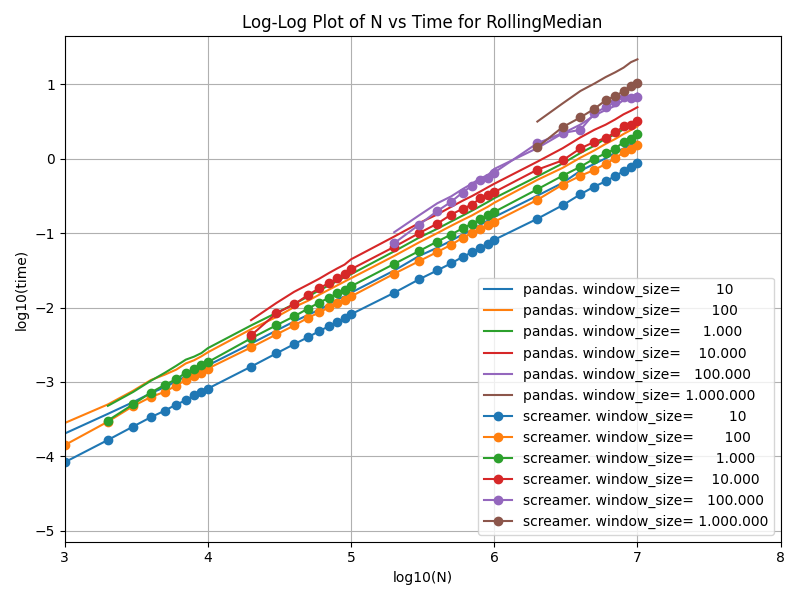 Log-Log Plot of N vs Time for RollingMedian
log10(time)
1
0
−1
−2
−3
−4
−5
pandas. window_size=        10
pandas. window_size=       100
pandas. window_size=     1.000
pandas. window_size=    10.000
pandas. window_size=   100.000
pandas. window_size= 1.000.000
screamer. window_size=        10
screamer. window_size=       100
screamer. window_size=     1.000
screamer. window_size=    10.000
screamer. window_size=   100.000
screamer. window_size= 1.000.000
3 4 5 6 7 8
log10(N)